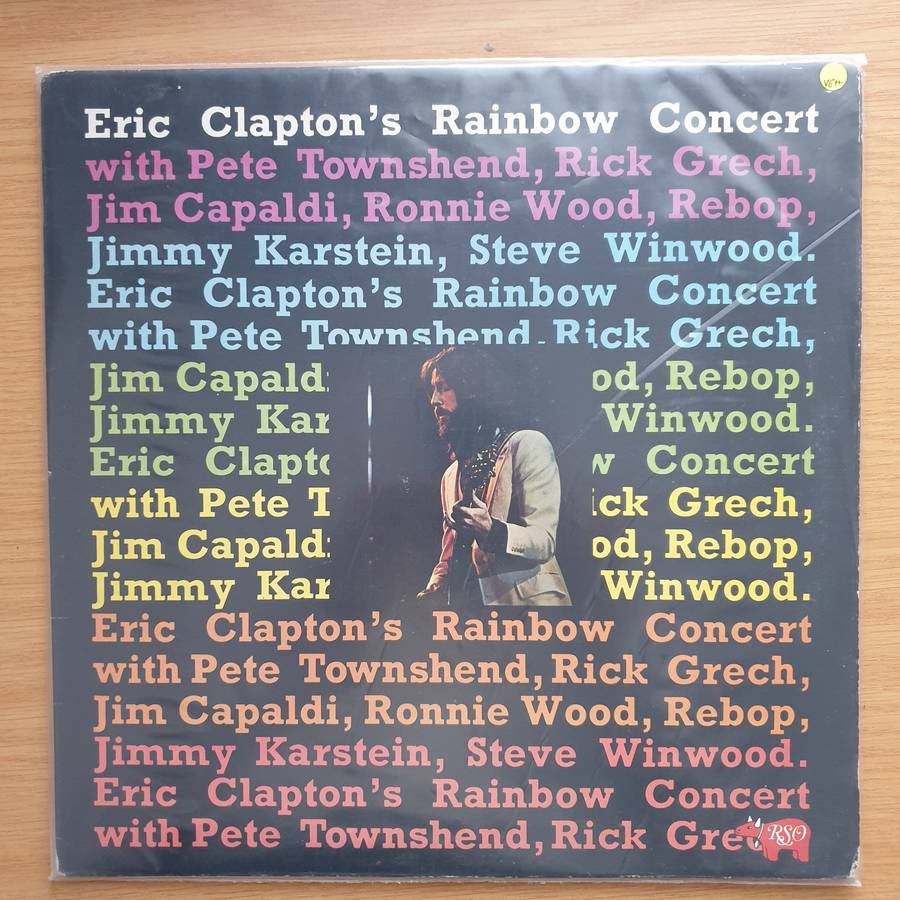 VG++
Eric Clapton's Rainbow Concert
with Pete Townshend, Rick Grech,
Jim Capaldi, Ronnie Wood, Rebop,
Jimmy Karstein, Steve Winwood.
Eric Clapton's Rainbow Concert
with Pete Townshend, Rick Grech,
Jim Capald od, Rebop,
Jimmy Kar Winwood.
Eric Clapto w Concert
with Pete T ick Grech,
Jim Capald od, Rebop,
Jimmy Kar Winwood.
Eric Clapton's Rainbow Concert
with Pete Townshend, Rick Grech,
Jim Capaldi, Ronnie Wood, Rebop,
Jimmy Karstein, Steve Winwood.
Eric Clapton's Rainbow Concert
with Pete Townshend, Rick Gre
RSO